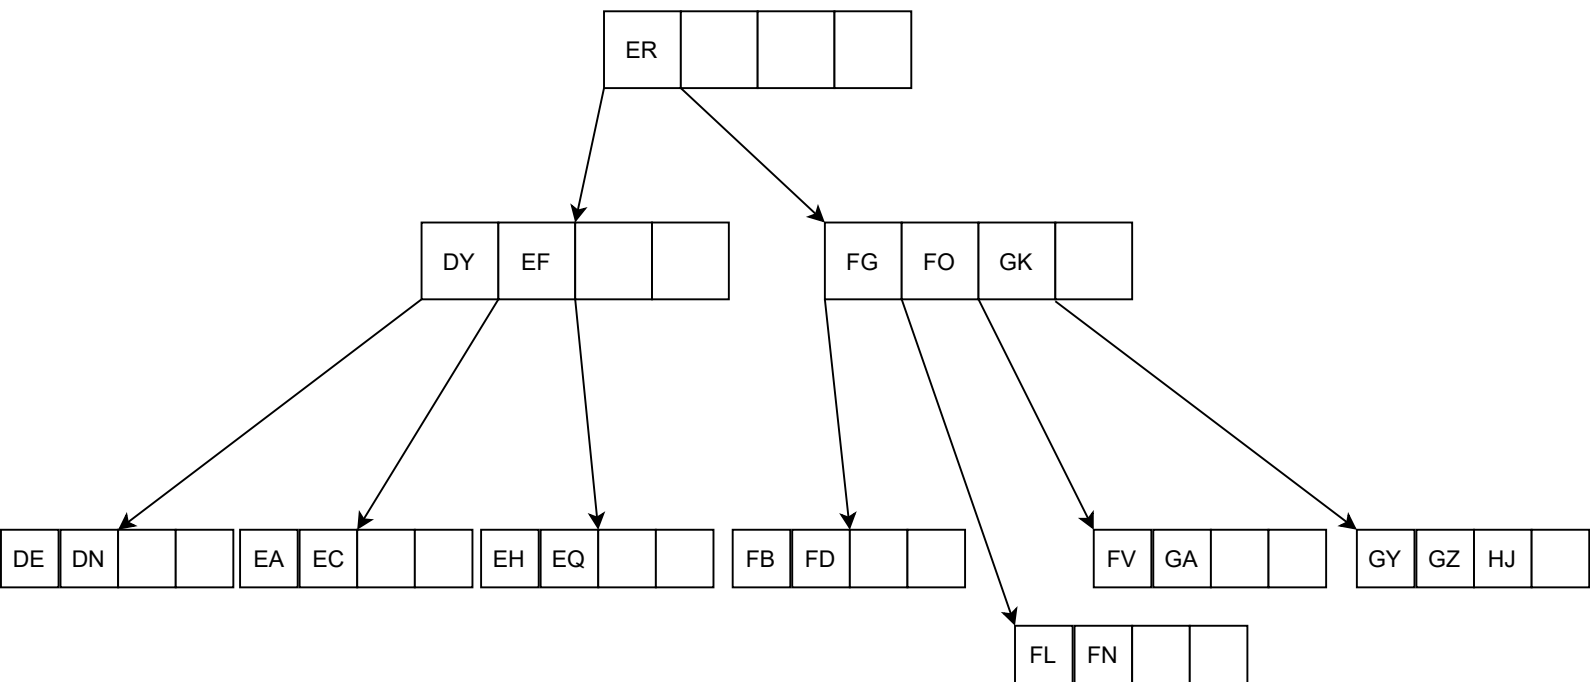 ER
DY EF
FG FO GK
DE DN
EA EC
EH EQ
FB FD
FV GA
GY GZ HJ
FL FN